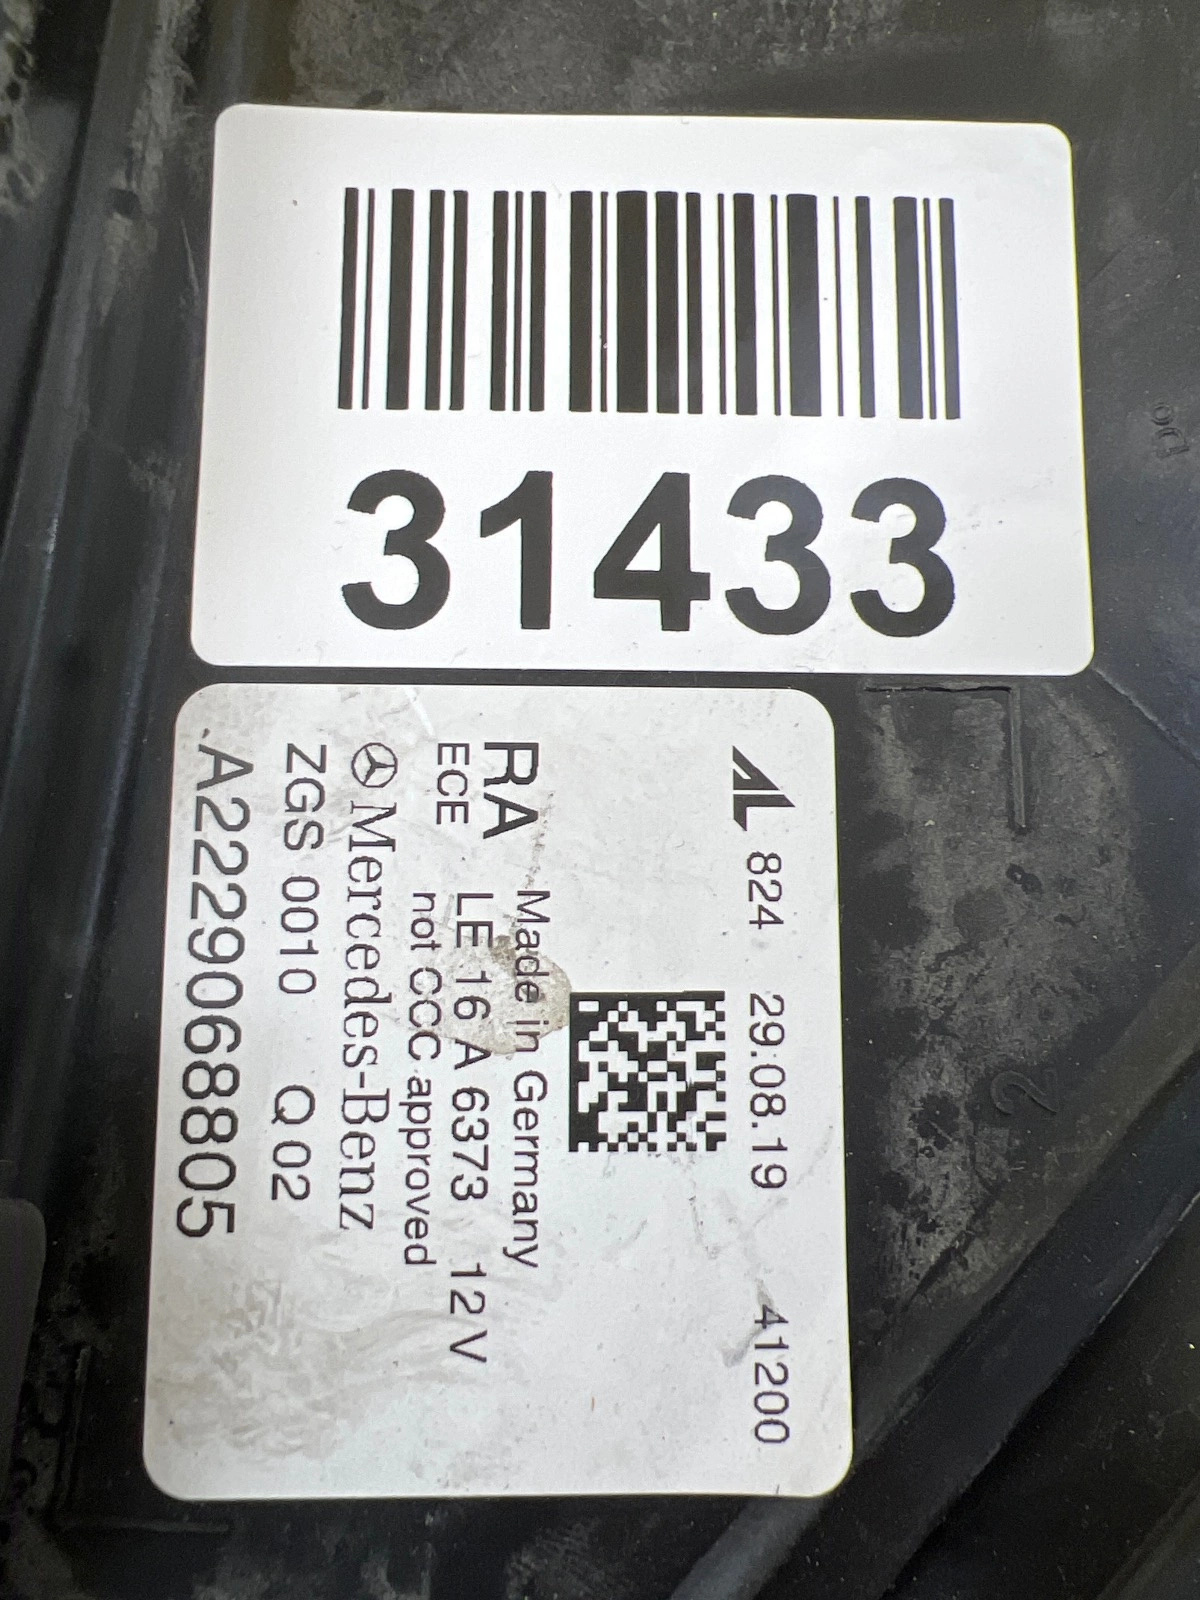 31433
AL 824 29.08.19 41200
Made in Germany
RA LE 16 A 6373 12 V
ECE not CCC approved
Mercedes-Benz
ZGS 0010 Q 02
A2229068805